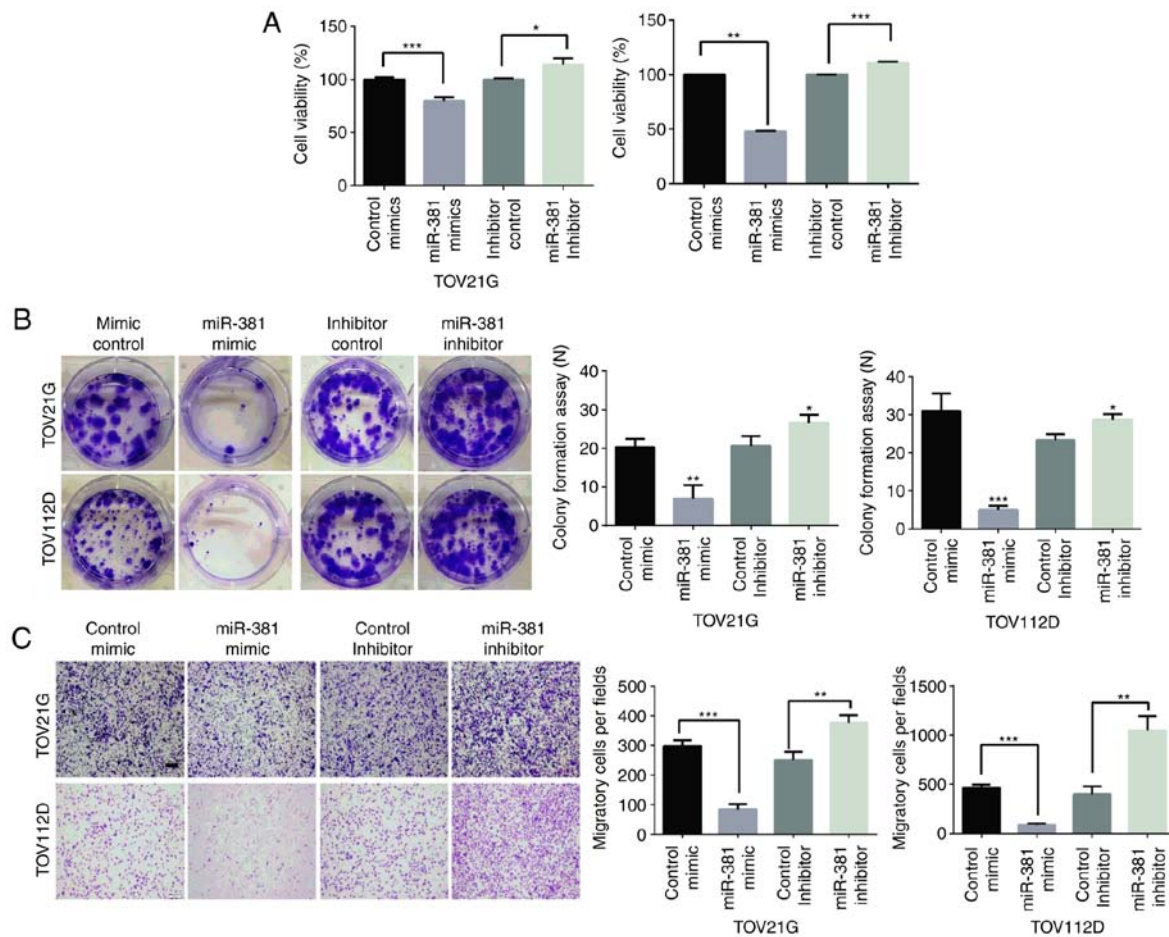 A
Cell viability (%)
150
100
50
0
***
*
Control
mimics
miR-381
mimics
Inhibitor
control
miR-381
Inhibitor
TOV21G
Cell viability (%)
150
100
50
0
**
***
Control
mimics
miR-381
mimics
Inhibitor
control
miR-381
Inhibitor
B
Mimic
control
miR-381
mimic
Inhibitor
control
miR-381
inhibitor
TOV21G
TOV112D
Colony formation assay (N)
40
30
20
10
0
**
*
Control
mimic
miR-381
mimic
Control
Inhibitor
miR-381
inhibitor
TOV21G
Colony formation assay (N)
40
30
20
10
0
***
*
Control
mimic
miR-381
mimic
Control
Inhibitor
miR-381
inhibitor
TOV112D
C
Control
mimic
miR-381
mimic
Control
Inhibitor
miR-381
inhibitor
TOV21G
TOV112D
Migratory cells per fields
500
400
300
200
100
0
***
**
Control
mimic
miR-381
mimic
Control
Inhibitor
miR-381
inhibitor
TOV21G
Migratory cells per fields
1500
1000
500
0
***
**
Control
mimic
miR-381
mimic
Control
Inhibitor
miR-381
inhibitor
TOV112D